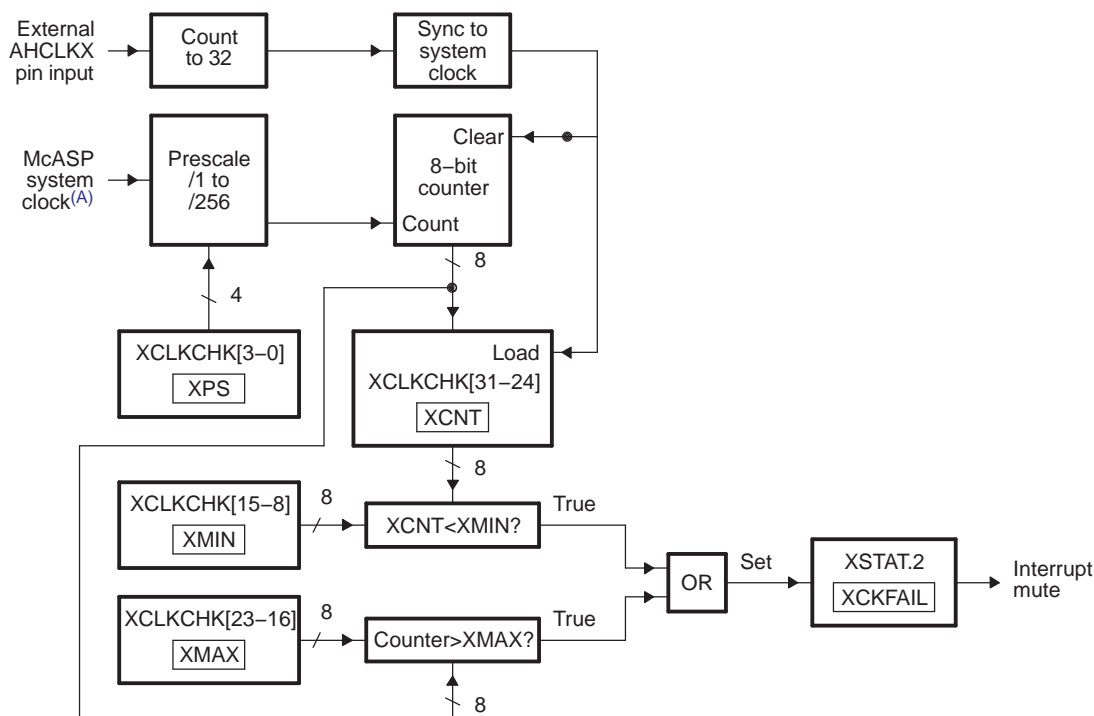 External
AHCLKX
pin input
Count
to 32
Sync to
system
clock
McASP
system
clock(A)
Prescale
/1 to
/256
Clear
8−bit
counter
Count
8
4
XCLKCHK[3−0]
XPS
Load
XCLKCHK[31−24]
XCNT
8
XCLKCHK[15−8]
XMIN
8
XCNT<XMIN?
True
OR
Set
XSTAT.2
XCKFAIL
Interrupt
mute
XCLKCHK[23−16]
XMAX
8
Counter>XMAX?
True
8